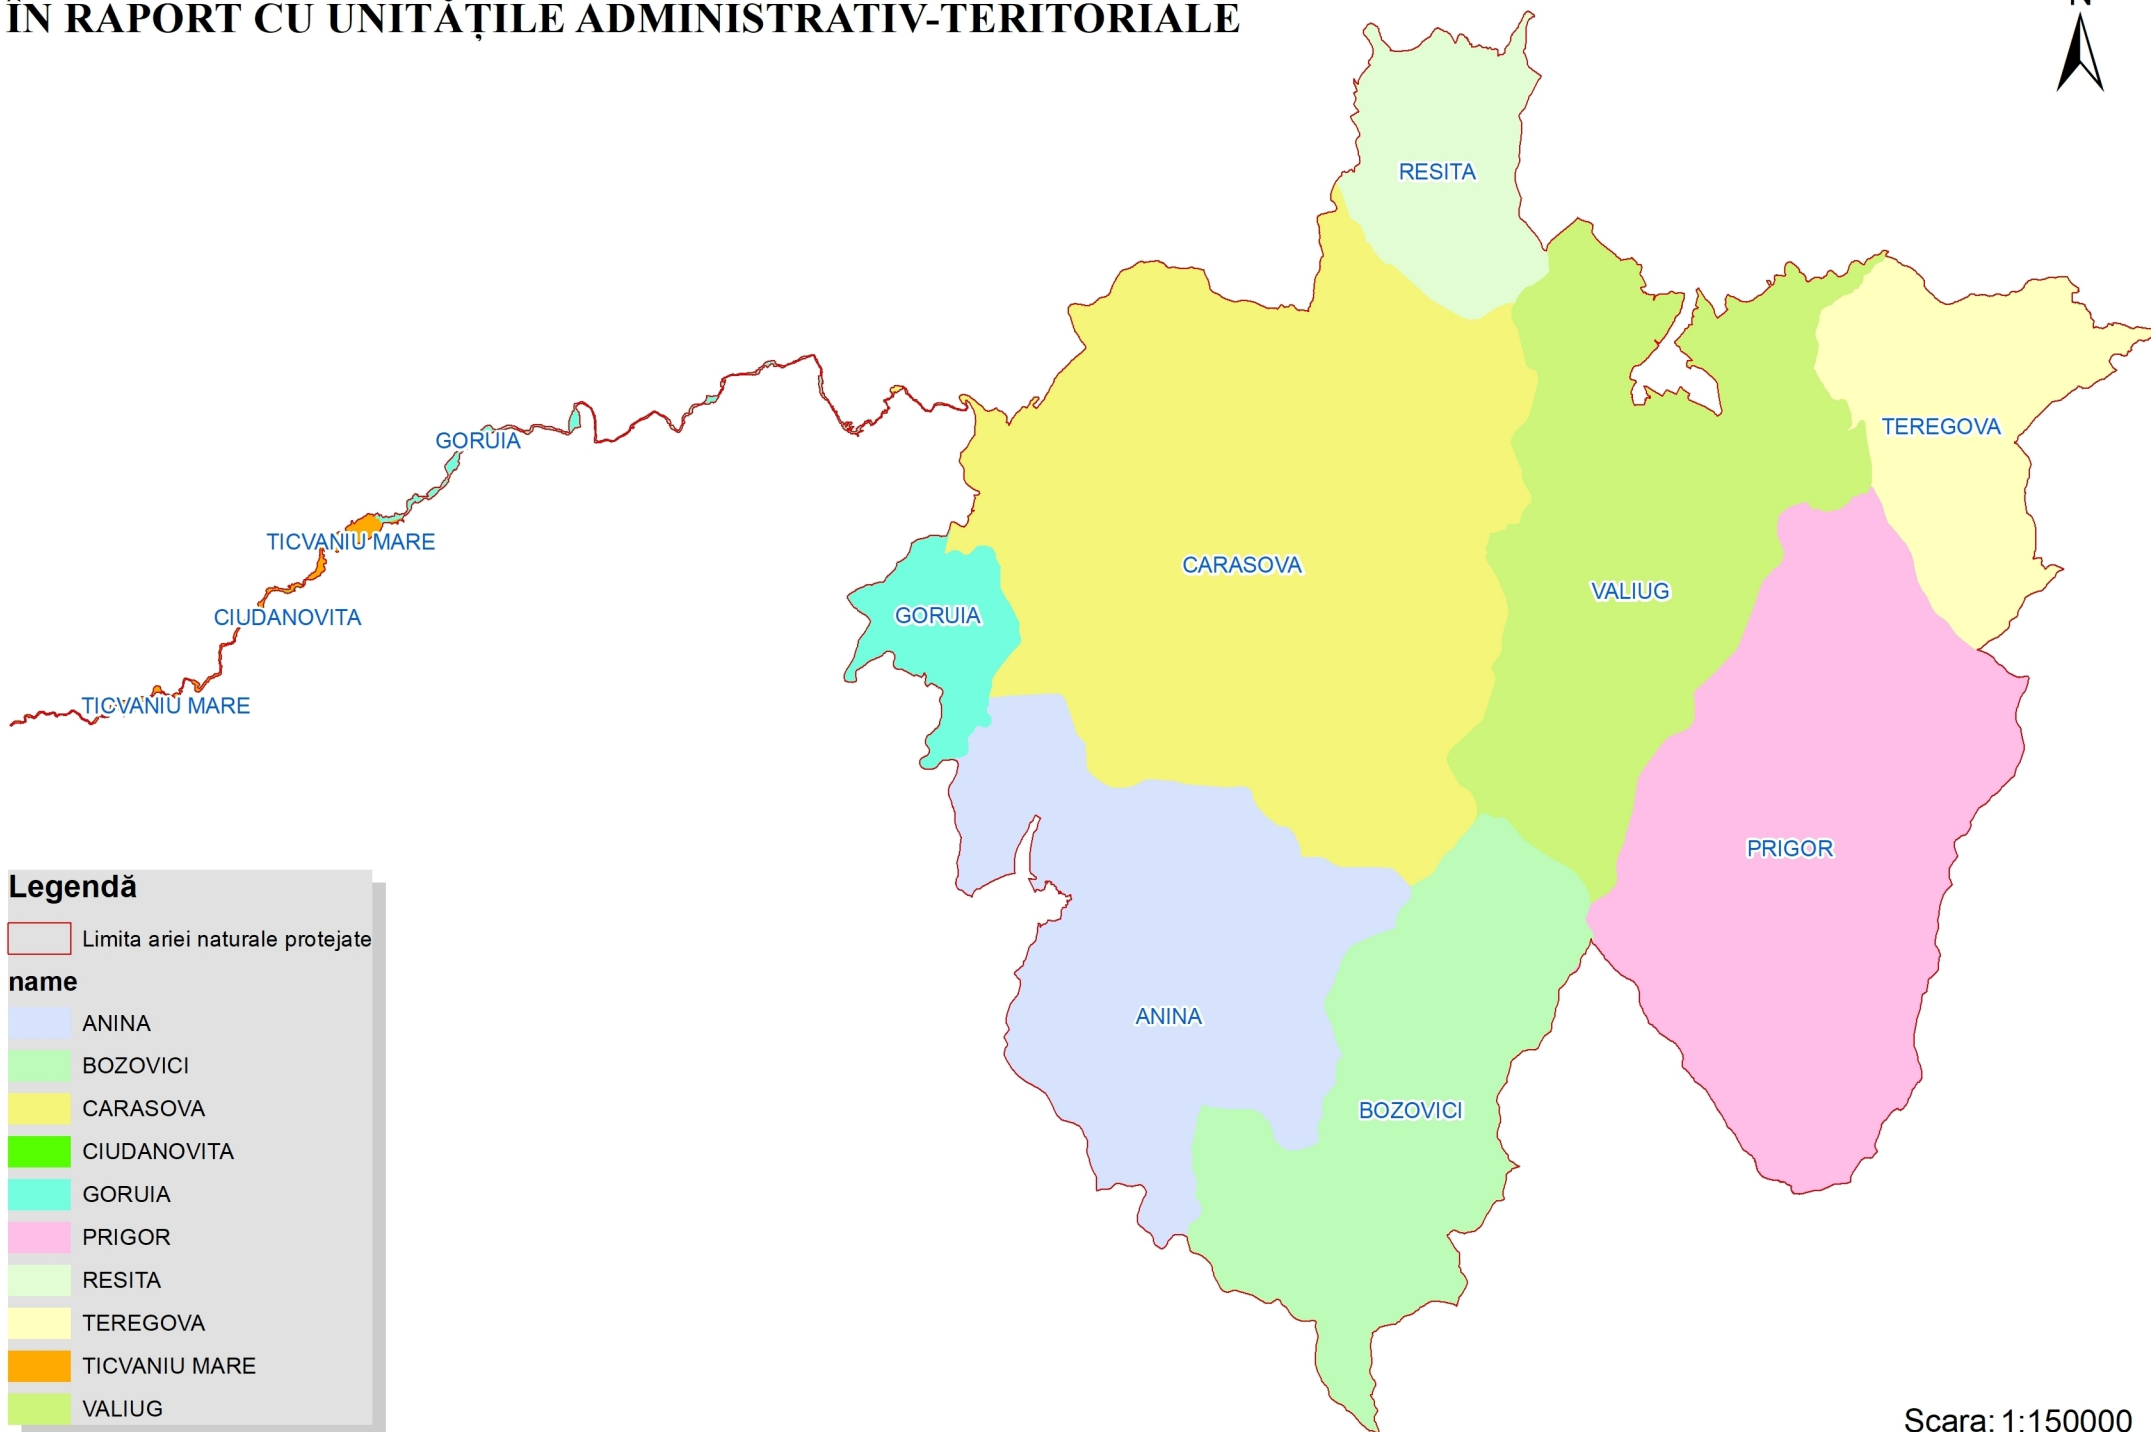 ÎN RAPORT CU UNITĂȚILE ADMINISTRATIV-TERITORIALE
N
RESITA
TEREGOVA
GORUIA
TICVANIU MARE
CARASOVA
VALIUG
GORUIA
CIUDANOVITA
TICVANIU MARE
PRIGOR
ANINA
BOZOVICI
Legendă
Limita ariei naturale protejate
name
ANINA
BOZOVICI
CARASOVA
CIUDANOVITA
GORUIA
PRIGOR
RESITA
TEREGOVA
TICVANIU MARE
VALIUG
Scara: 1:150000